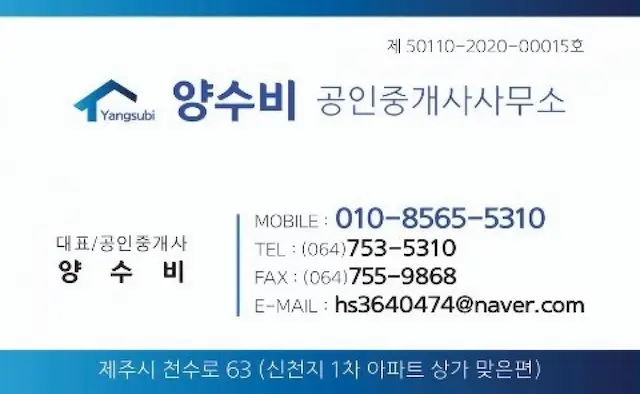 제 50110-2020-00015호
Yangsubi
양수비 공인중개사사무소
대표/공인중개사
양 수 비
MOBILE : 010-8565-5310
TEL : (064)753-5310
FAX : (064)755-9868
E-MAIL : hs3640474@naver.com
제주시 천수로 63 (신천지 1차 아파트 상가 맞은편)